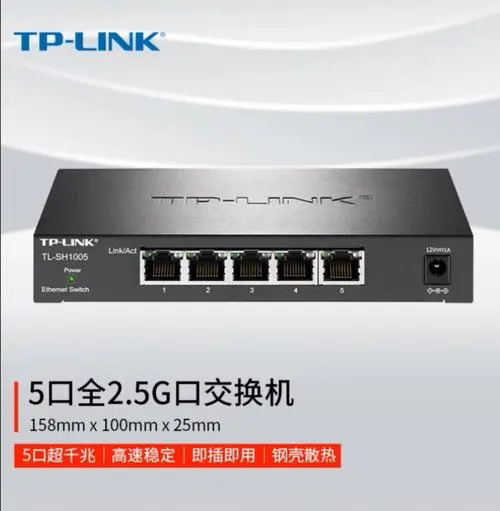 TP-LINK
TP-LINK
TP-LINK
TL-SH1005
Power
Ethernet Switch
Link/Act
1 2 3 4 5
12V⎓1A
5口全2.5G口交换机
158mm x 100mm x 25mm
5口超千兆 | 高速稳定 | 即插即用 | 钢壳散热